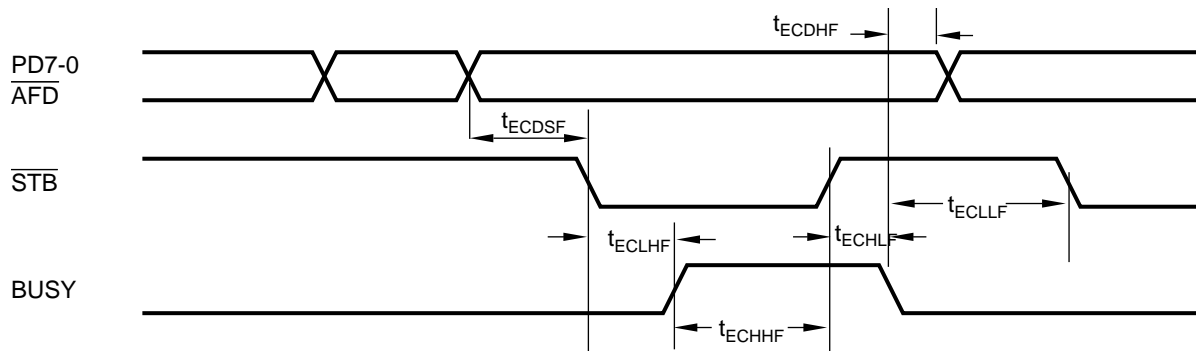 tECDHF
PD7-0
AFD
tECDSF
STB
tECLLF
tECLHF
tECHLF
BUSY
tECHHF